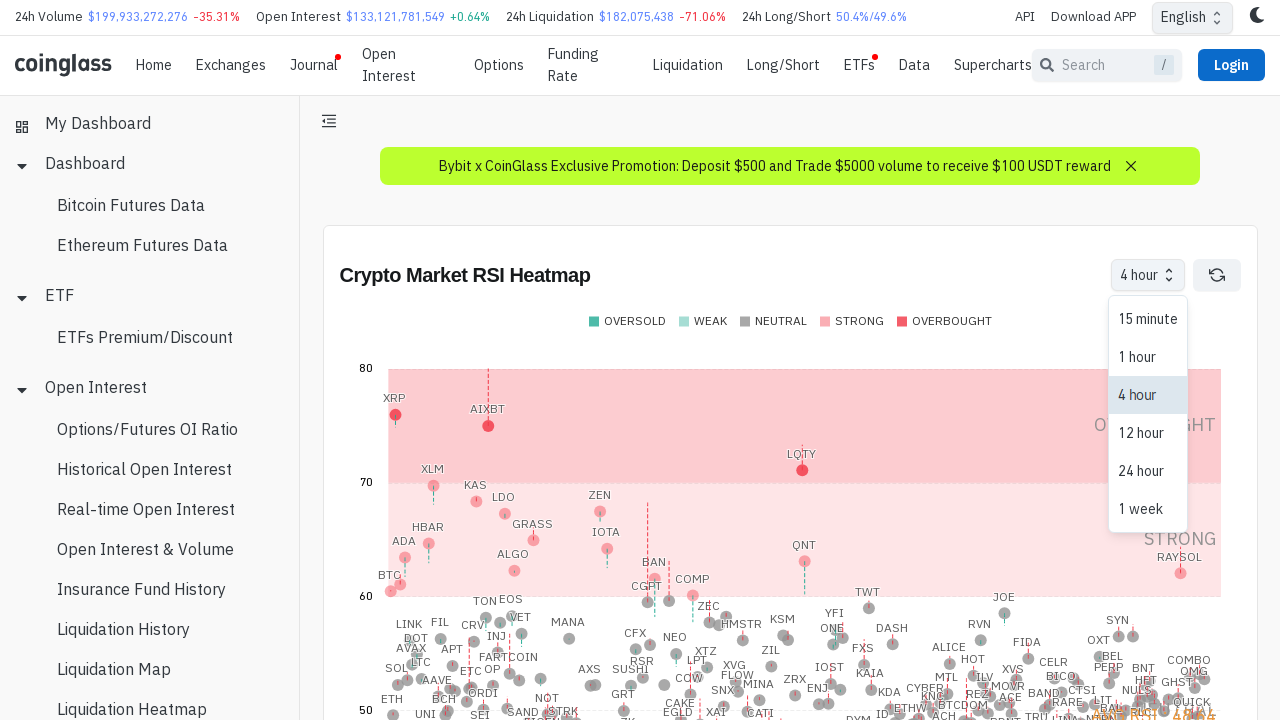 24h Volume $199,933,272,276 -35.31% Open Interest $133,121,781,549 +0.64% 24h Liquidation $182,075,438 -71.06% 24h Long/Short 50.4%/49.6% API Download APP English
coinglass Home Exchanges Journal Open Interest Options Funding Rate Liquidation Long/Short ETFs Data Supercharts Search / Login
My Dashboard
Dashboard
Bitcoin Futures Data
Ethereum Futures Data
ETF
ETFs Premium/Discount
Open Interest
Options/Futures OI Ratio
Historical Open Interest
Real-time Open Interest
Open Interest & Volume
Insurance Fund History
Liquidation History
Liquidation Map
Liquidation Heatmap
Bybit x CoinGlass Exclusive Promotion: Deposit $500 and Trade $5000 volume to receive $100 USDT reward
Crypto Market RSI Heatmap
4 hour
15 minute
1 hour
4 hour
12 hour
24 hour
1 week
OVERSOLD WEAK NEUTRAL STRONG OVERBOUGHT
80
XRP
AIXBT
LQTY
70
XLM
KAS
LDO
ZEN
GRASS
HBAR
IOTA
STRONG
ADA
ALGO
QNT
RAYSOL
BAN
BTC
COMP
CGPT
60
TWT
JOE
TON
EOS
ZEC
VET
MANA
LINK
FIL
CRV
HMSTR
KSM
YFI
ONE
DASH
RVN
SYN
CFX
INJ
DOT
NEO
OXT
FIDA
AVAX
APT
XTZ
ZIL
FXS
ALICE
FARTCOIN
LTC
RSR
LPT
HOT
CELR
BEL
COMBO
SOL
ETC
OP
AXS
SUSHI
XVG
IOST
XVS
PERP
BNT
OMG
FLOW
KAIA
MTL
ILV
BICO
AAVE
COW
ZRX
HFT
GHST
ETH
BCH
ORDI
NOT
GRT
SNX
MINA
ENJ
KDA
CYBER
REZ
MOVR
BAND
CTSI
NULS
CAKE
KNC
ACE
RARE
LIT
QUICK
50
UNI
SEI
SAND
STRK
EGLD
XAI
CATI
ID
ETHW
BTCDOM
ACH
TRU